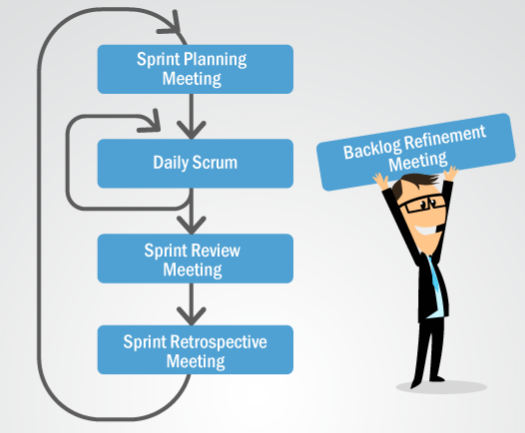 Sprint Planning
Meeting
Daily Scrum
Backlog Refinement
Meeting
Sprint Review
Meeting
Sprint Retrospective
Meeting